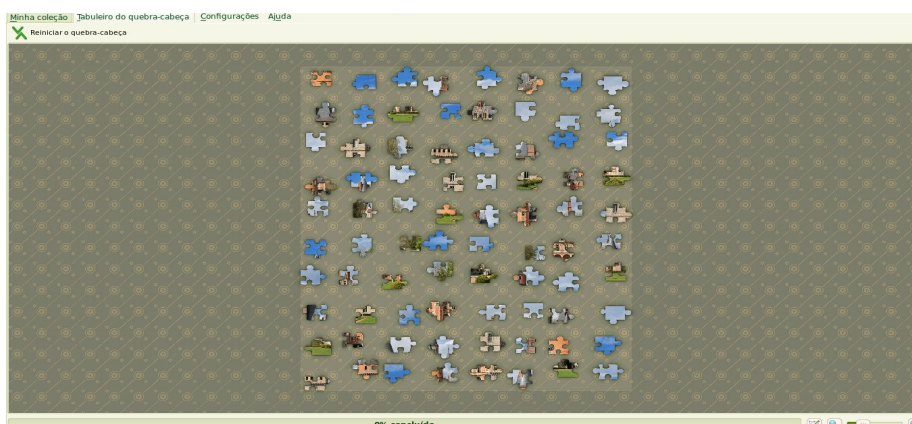 Minha coleção Tabuleiro do quebra-cabeça Configurações Ajuda
Reiniciar o quebra-cabeça
0% concluído